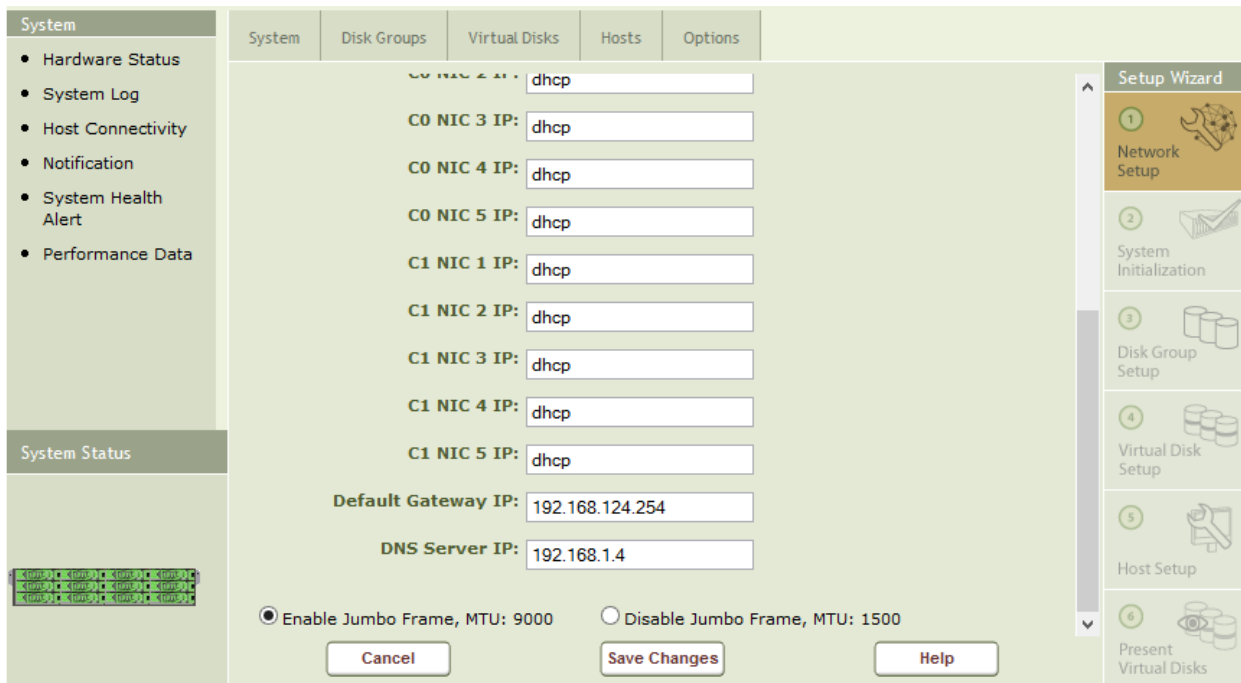 System
Hardware Status
System Log
Host Connectivity
Notification
System Health
Alert
Performance Data
System Status
System
Disk Groups
Virtual Disks
Hosts
Options
C0 NIC 2 IP: dhcp
C0 NIC 3 IP: dhcp
C0 NIC 4 IP: dhcp
C0 NIC 5 IP: dhcp
C1 NIC 1 IP: dhcp
C1 NIC 2 IP: dhcp
C1 NIC 3 IP: dhcp
C1 NIC 4 IP: dhcp
C1 NIC 5 IP: dhcp
Default Gateway IP: 192.168.124.254
DNS Server IP: 192.168.1.4
Enable Jumbo Frame, MTU: 9000
Disable Jumbo Frame, MTU: 1500
Cancel
Save Changes
Help
Setup Wizard
1
Network
Setup
2
System
Initialization
3
Disk Group
Setup
4
Virtual Disk
Setup
5
Host Setup
6
Present
Virtual Disks